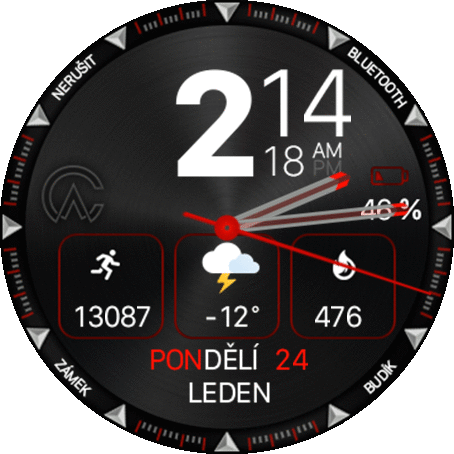 NERUŠIT
BLUETOOTH
2 14
18 AM
PM
46 %
13087 -12° 476
PONDĚLÍ 24
LEDEN
ZÁMEK
BUDÍK